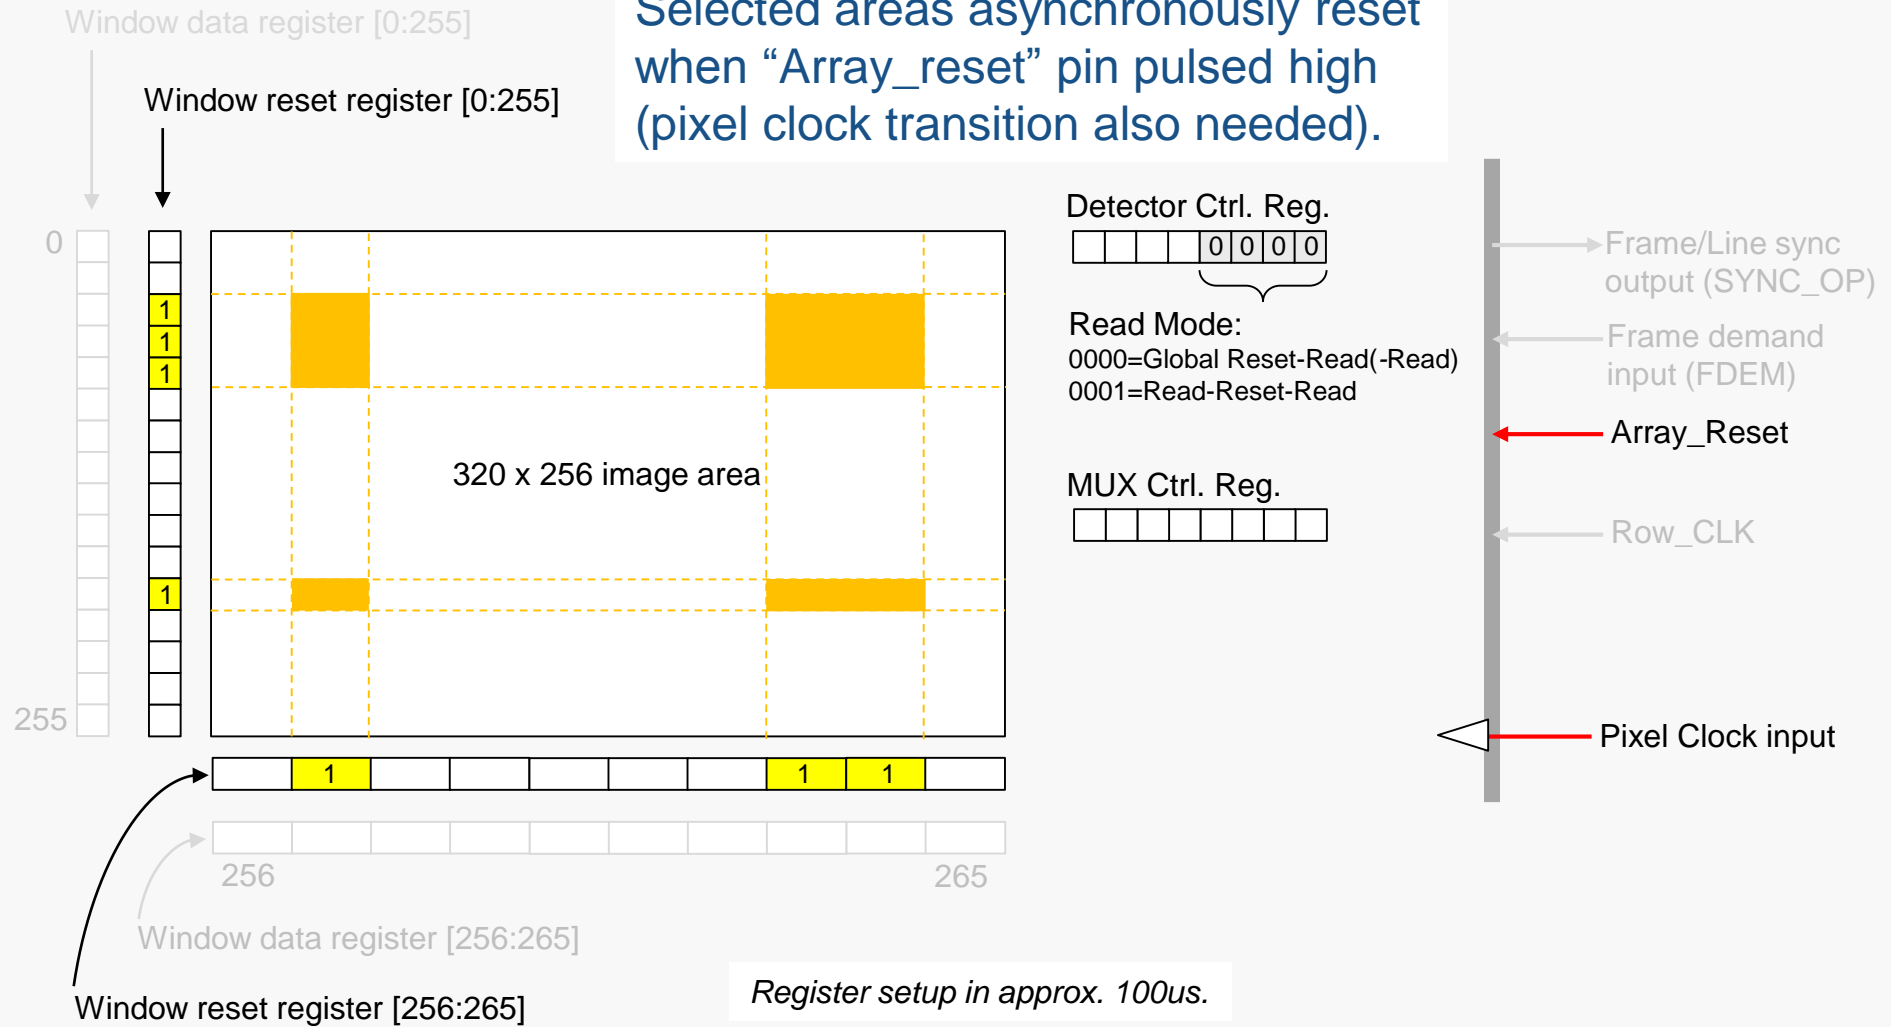 Window data register [0:255]
Selected areas asynchronously reset
when “Array_reset” pin pulsed high
(pixel clock transition also needed).
Window reset register [0:255]
0
255
1
1
1
1
320 x 256 image area
1
1
1
256
265
Window data register [256:265]
Window reset register [256:265]
Detector Ctrl. Reg.
0 0 0 0
Read Mode:
0000=Global Reset-Read(-Read)
0001=Read-Reset-Read
MUX Ctrl. Reg.
Frame/Line sync
output (SYNC_OP)
Frame demand
input (FDEM)
Array_Reset
Row_CLK
Pixel Clock input
Register setup in approx. 100us.